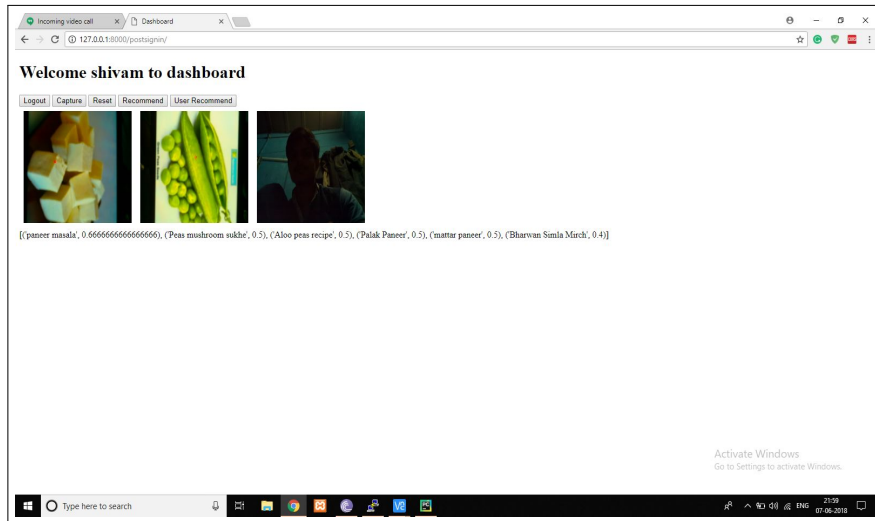 Incoming video call
Dashboard
127.0.0.1:8000/postsignin/
Welcome shivam to dashboard
Logout Capture Reset Recommend User Recommend
[('paneer masala', 0.6666666666666666), ('Peas mushroom sukhe', 0.5), ('Aloo peas recipe', 0.5), ('Palak Paneer', 0.5), ('mattar paneer', 0.5), ('Bharwan Simla Mirch', 0.4)]
Activate Windows
Go to Settings to activate Windows.
Type here to search
ENG
21:59
07-06-2018